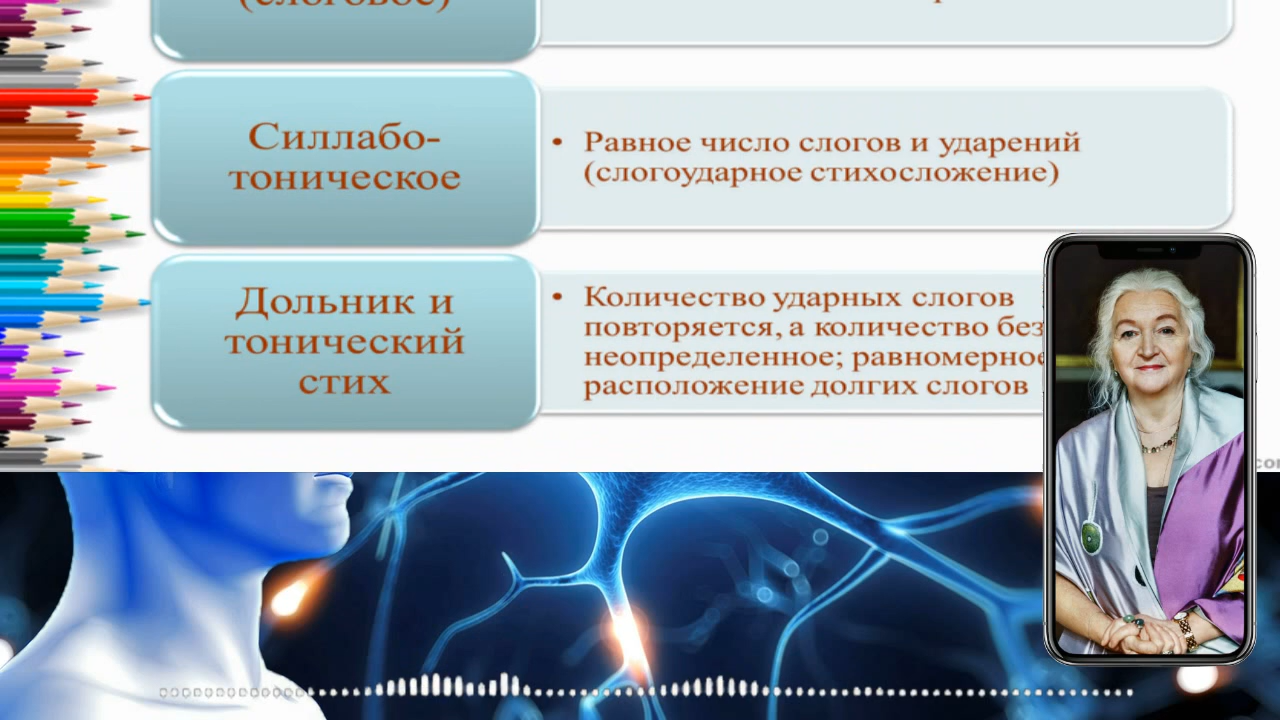 (слоговое)
Силлабо-
тоническое
• Равное число слогов и ударений
(слогоударное стихосложение)
Дольник и
тонический
стих
• Количество ударных слогов
повторяется, а количество без
неопределенное; равномерное
расположение долгих слогов